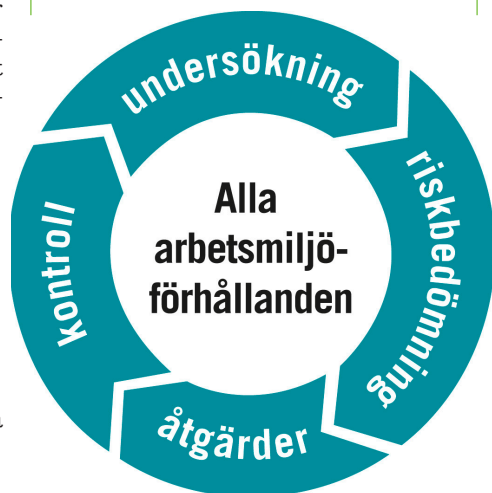 undersökning
riskbedömning
åtgärder
kontroll
Alla
arbetsmiljö-
förhållanden